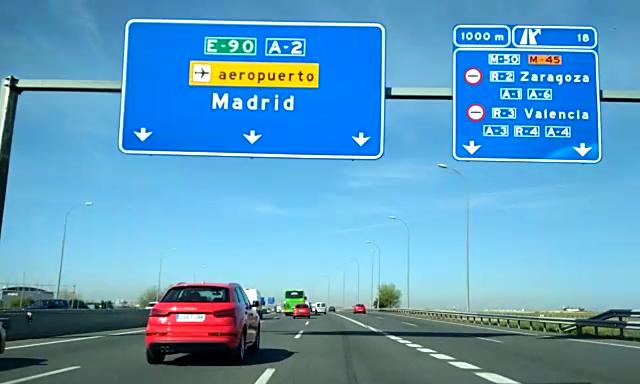 E-90 A-2
aeropuerto
Madrid
1000 m 18
M-50 M-45
R-2 Zaragoza
A-1 A-6
R-3 Valencia
A-3 R-4 A-4